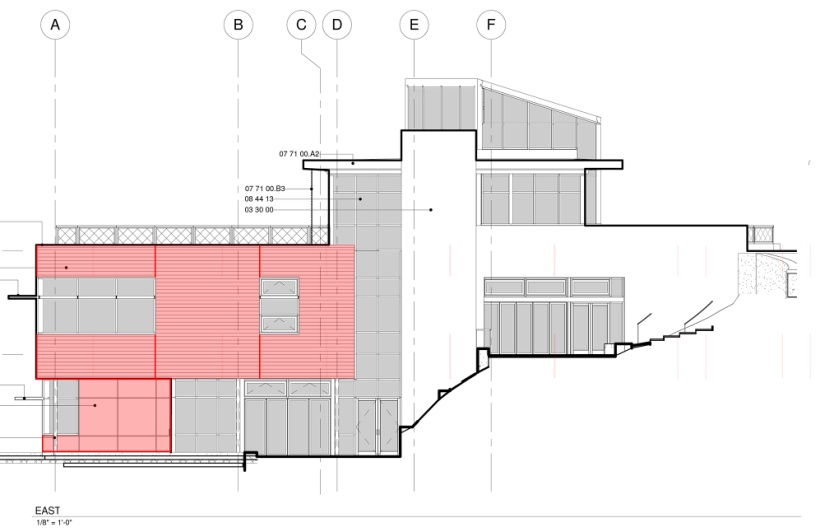 A B C D E F
07 71 00.A2
07 71 00.B3
08 44 13
03 30 00
EAST
1/8" = 1'-0"